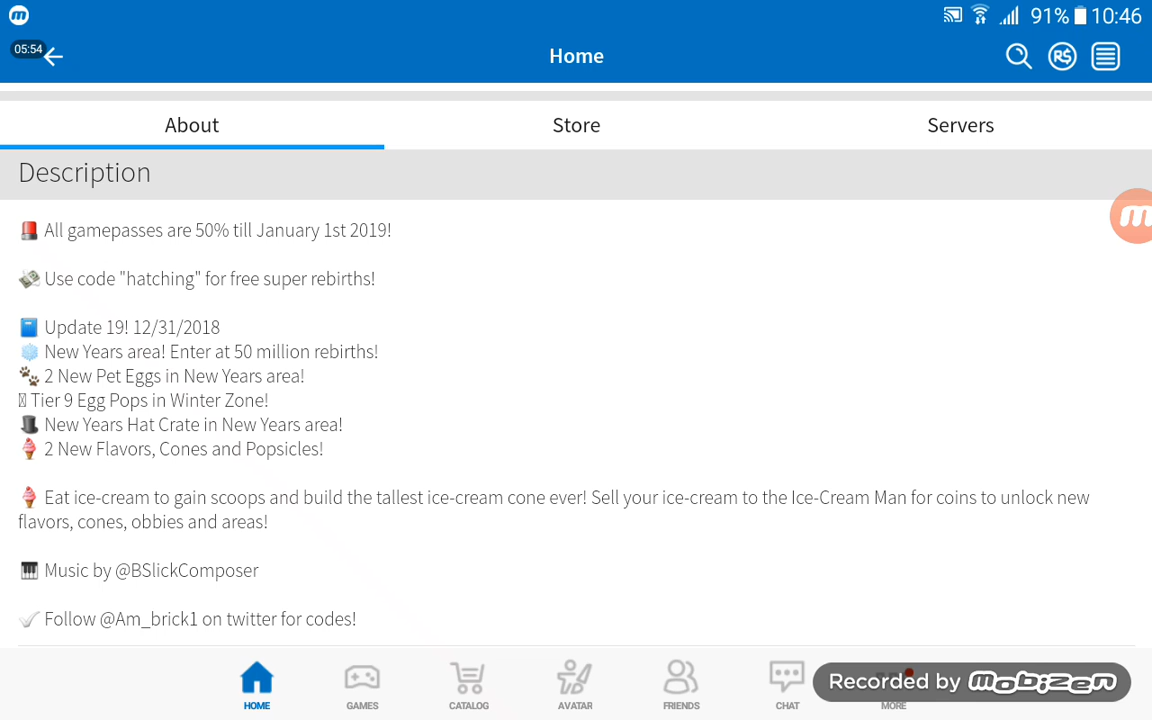 91% 10:46
05:54
Home
R$
About Store Servers
Description
All gamepasses are 50% till January 1st 2019!
Use code "hatching" for free super rebirths!
Update 19! 12/31/2018
New Years area! Enter at 50 million rebirths!
2 New Pet Eggs in New Years area!
Tier 9 Egg Pops in Winter Zone!
New Years Hat Crate in New Years area!
2 New Flavors, Cones and Popsicles!
Eat ice-cream to gain scoops and build the tallest ice-cream cone ever! Sell your ice-cream to the Ice-Cream Man for coins to unlock new
flavors, cones, obbies and areas!
Music by @BSlickComposer
Follow @Am_brick1 on twitter for codes!
Recorded by mobizen
HOME GAMES CATALOG AVATAR FRIENDS CHAT MORE